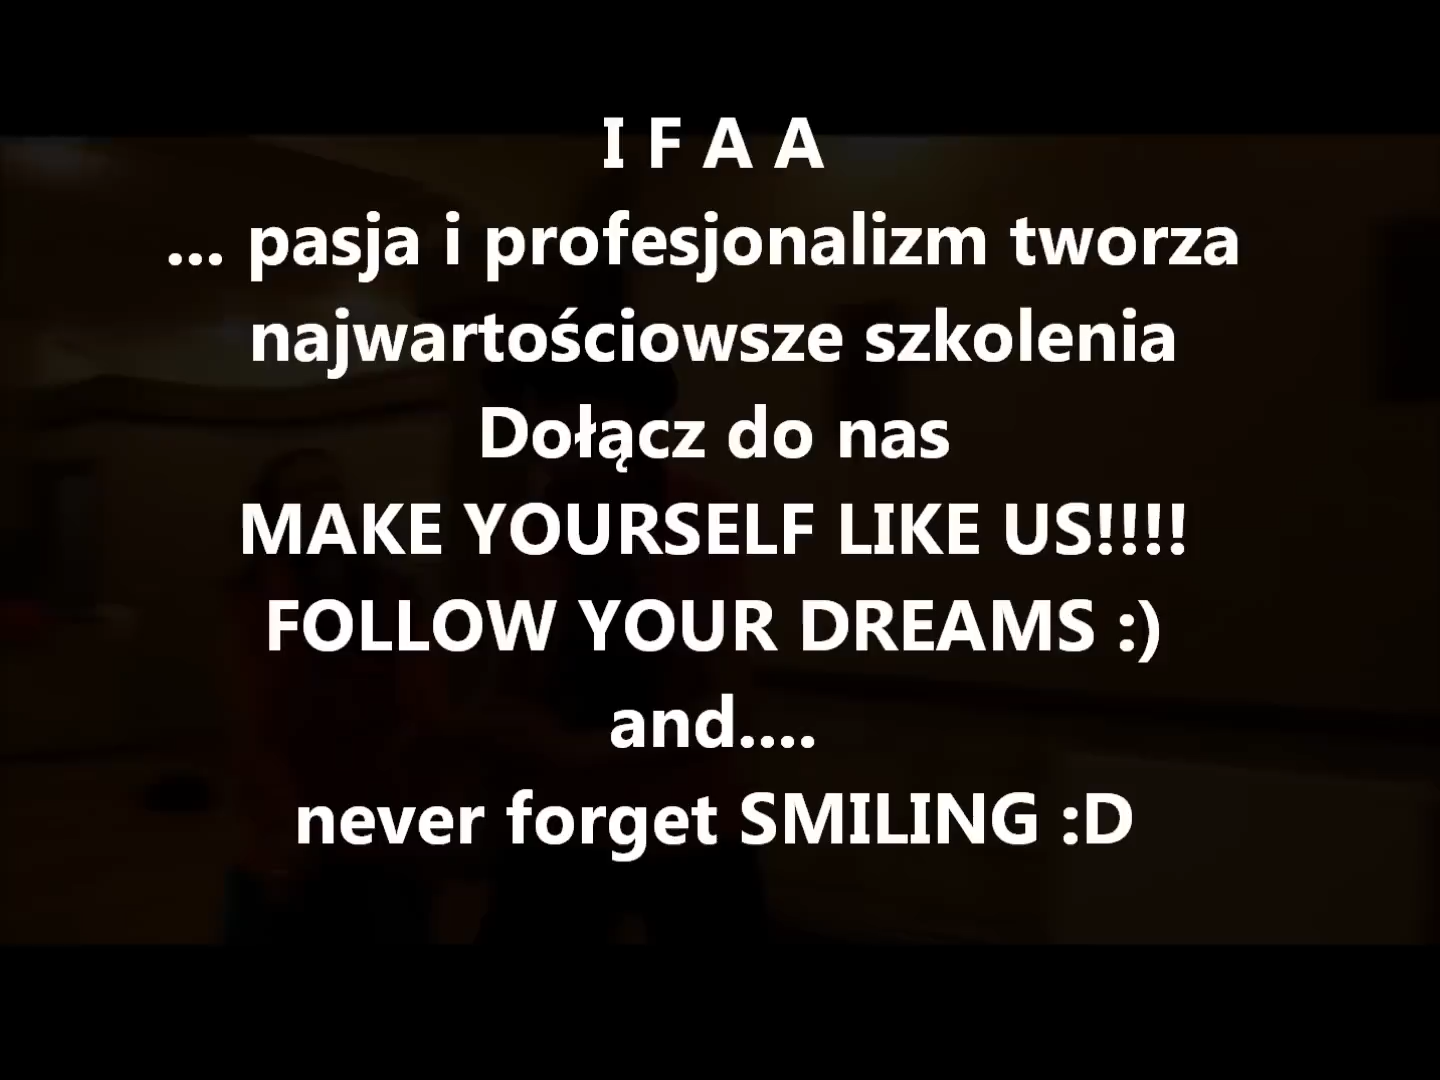 I F A A
... pasja i profesjonalizm tworza
najwartościowsze szkolenia
Dołącz do nas
MAKE YOURSELF LIKE US!!!!
FOLLOW YOUR DREAMS :)
and....
never forget SMILING :D